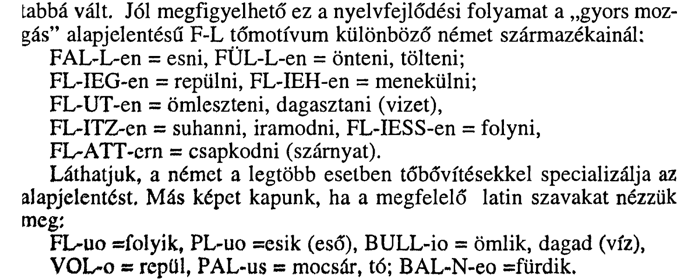 tabbá vált. Jól megfigyelhető ez a nyelvfejlődési folyamat a „gyors moz-
gás” alapjelentésű F-L tőmotívum különböző német származékainál:
FAL-L-en = esni, FÜL-L-en = önteni, tölteni;
FL-IEG-en = repülni, FL-IEH-en = menekülni;
FL-UT-en = ömleszteni, dagasztani (vizet),
FL-ITZ-en = suhanni, iramodni, FL-IESS-en = folyni,
FL-ATT-ern = csapkodni (szárnyat).
Láthatjuk, a német a legtöbb esetben tőbővítésekkel specializálja az
alapjelentést. Más képet kapunk, ha a megfelelő latin szavakat nézzük
meg:
FL-uo =folyik, PL-uo =esik (eső), BULL-io = ömlik, dagad (víz),
VOL-o = repül, PAL-us = mocsár, tó; BAL-N-eo =fürdik.